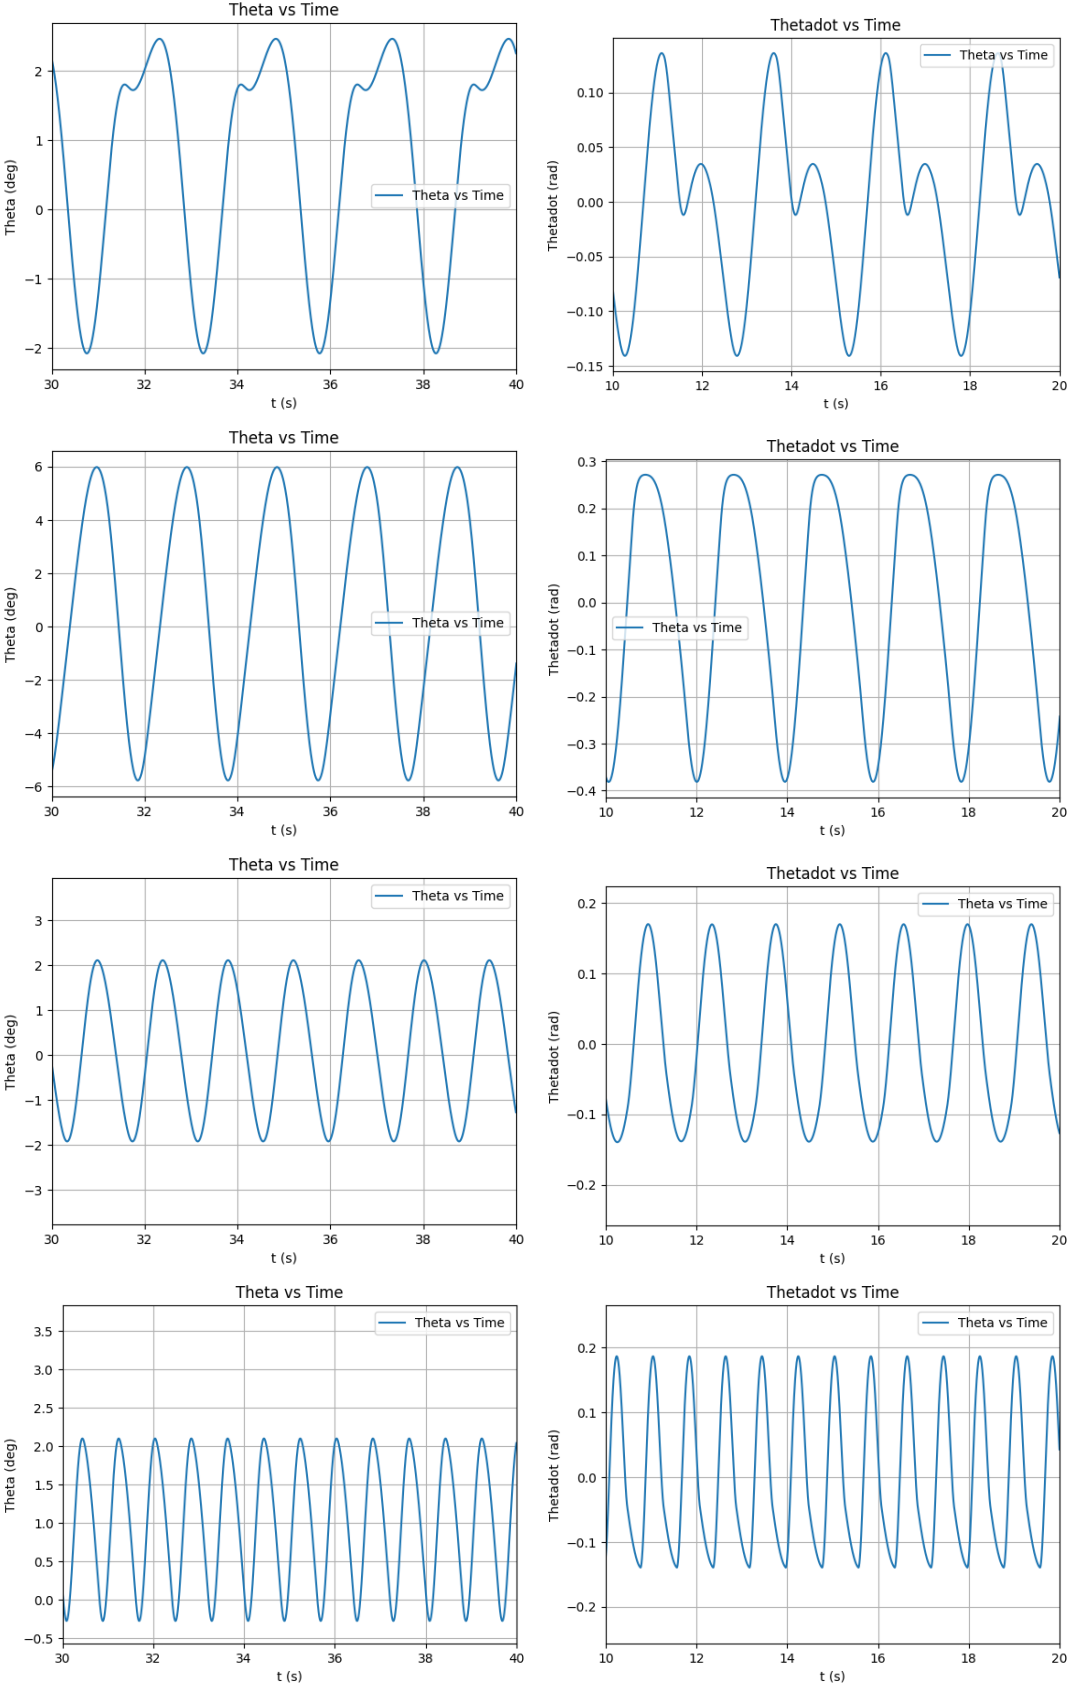 Theta vs Time
Theta (deg)
2
1
0
−1
−2
Theta vs Time
30 32 34 36 38 40
t (s)
Thetadot vs Time
Thetadot (rad)
0.10
0.05
0.00
−0.05
−0.10
−0.15
Theta vs Time
10 12 14 16 18 20
t (s)
Theta vs Time
Theta (deg)
6
4
2
0
−2
−4
−6
Theta vs Time
30 32 34 36 38 40
t (s)
Thetadot vs Time
Thetadot (rad)
0.3
0.2
0.1
0.0
−0.1
−0.2
−0.3
−0.4
Theta vs Time
10 12 14 16 18 20
t (s)
Theta vs Time
Theta (deg)
3
2
1
0
−1
−2
−3
Theta vs Time
30 32 34 36 38 40
t (s)
Thetadot vs Time
Thetadot (rad)
0.2
0.1
0.0
−0.1
−0.2
Theta vs Time
10 12 14 16 18 20
t (s)
Theta vs Time
Theta (deg)
3.5
3.0
2.5
2.0
1.5
1.0
0.5
0.0
−0.5
Theta vs Time
30 32 34 36 38 40
t (s)
Thetadot vs Time
Thetadot (rad)
0.2
0.1
0.0
−0.1
−0.2
Theta vs Time
10 12 14 16 18 20
t (s)